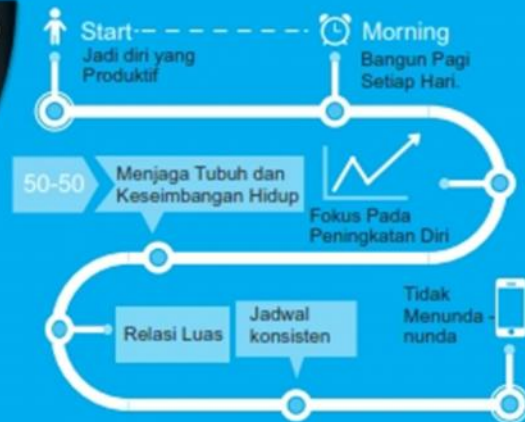 Start
Jadi diri yang
Produktif
Morning
Bangun Pagi
Setiap Hari.
Fokus Pada
Peningkatan Diri
50-50
Menjaga Tubuh dan
Keseimbangan Hidup
Relasi Luas
Jadwal
konsisten
Tidak
Menunda -
nunda